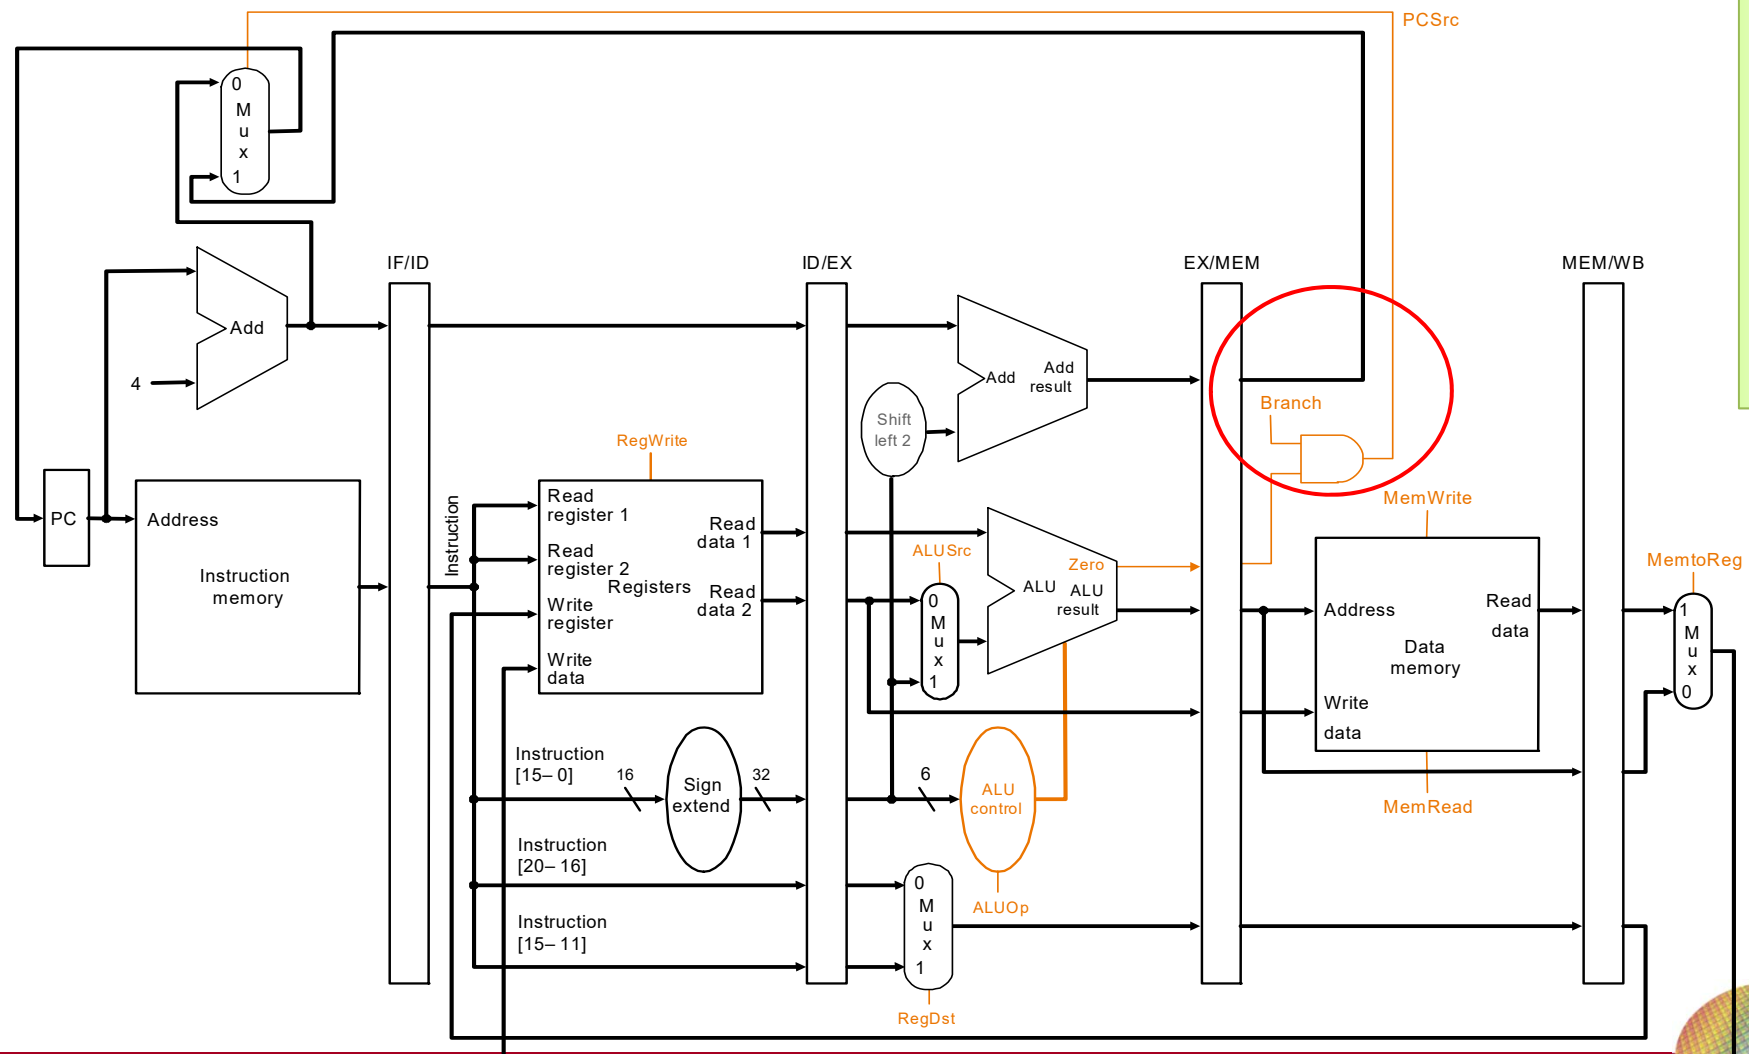 PCSrc
0
M
u
x
1
IF/ID
ID/EX
EX/MEM
MEM/WB
Add
4
Add
Add
result
Shift
left 2
Branch
RegWrite
PC
Address
Instruction
memory
Instruction
Read
register 1
Read
register 2
Write
register
Write
data
Registers
Read
data 1
Read
data 2
ALUSrc
0
M
u
x
1
Zero
ALU
ALU
result
MemWrite
Address
Read
data
Data
memory
Write
data
MemRead
MemtoReg
1
M
u
x
0
Instruction
[15– 0]
16
Sign
extend
32
6
ALU
control
ALUOp
Instruction
[20– 16]
Instruction
[15– 11]
0
M
u
x
1
RegDst